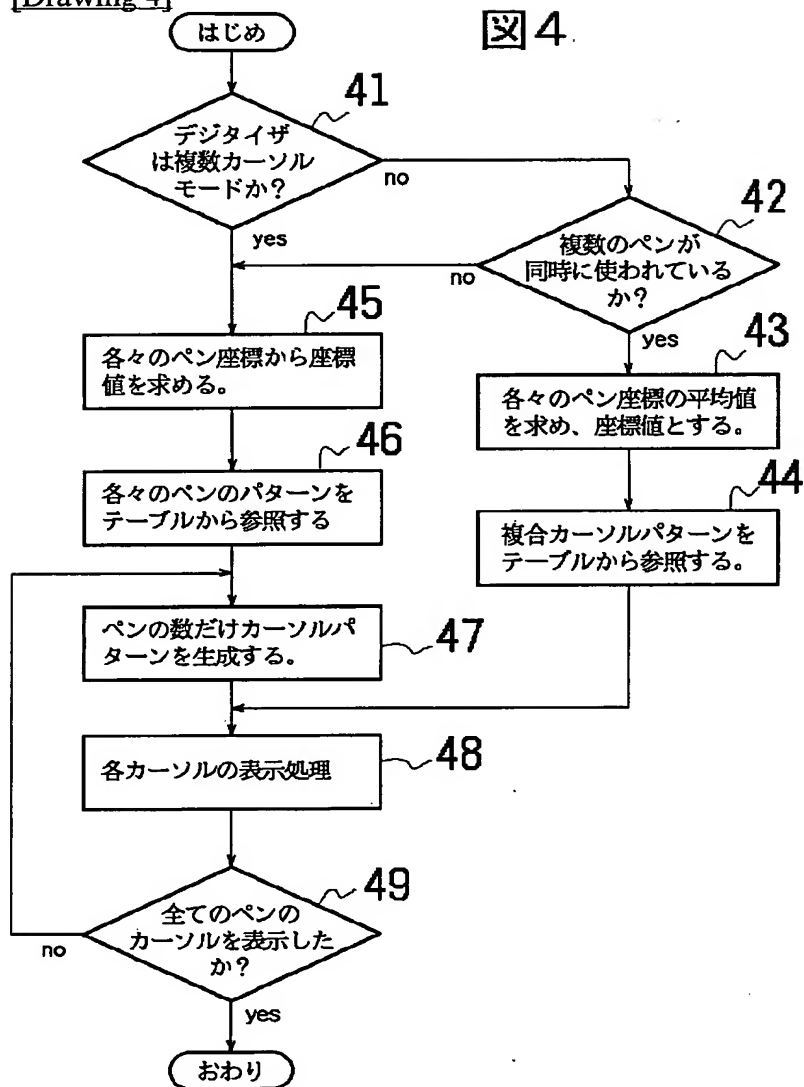 [Drawing 4]
図4
はじめ
41
デジタイザ
は複数カーソル
モードか?
no
yes
42
複数のペンが
同時に使われている
か?
no
yes
45
各々のペン座標から座標
値を求める。
43
各々のペン座標の平均値
を求め、座標値とする。
46
各々のペンのパターンを
テーブルから参照する
44
複合カーソルパターンを
テーブルから参照する。
ペンの数だけカーソルパ
ターンを生成する。
47
各カーソルの表示処理
48
49
全てのペンの
カーソルを表示した
か?
no
yes
おわり